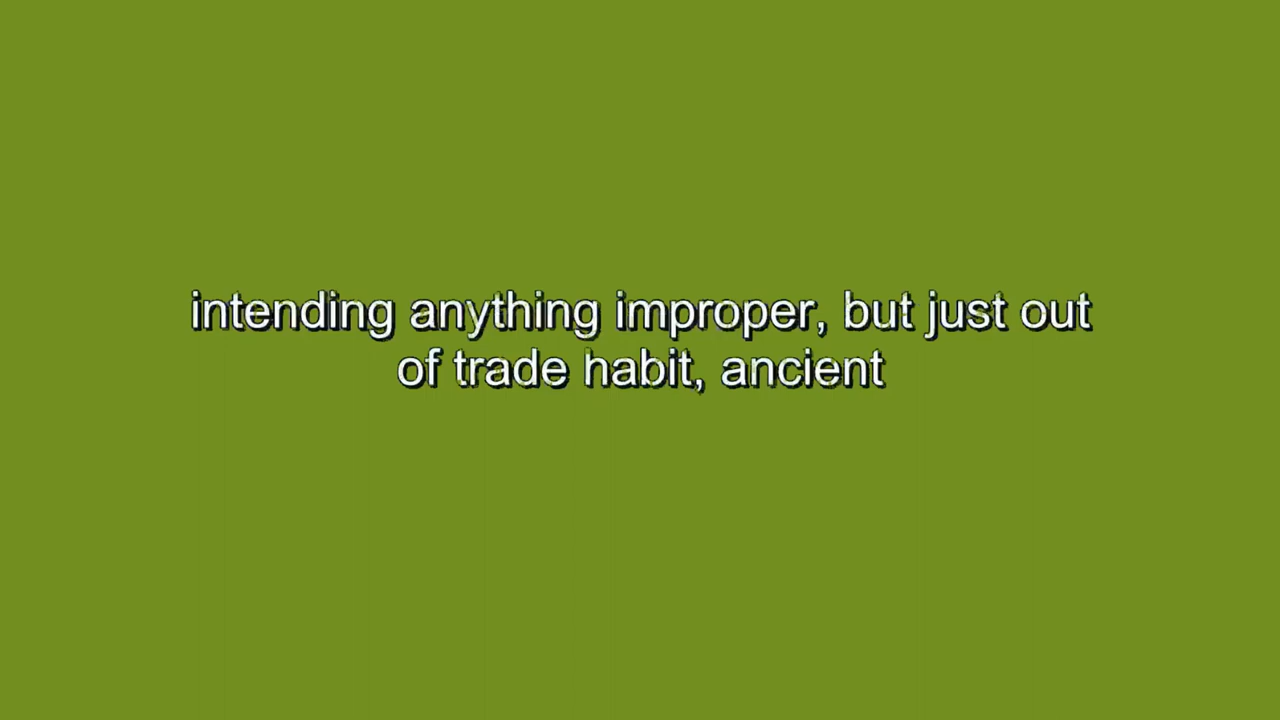 intending anything improper, but just out
of trade habit, ancient